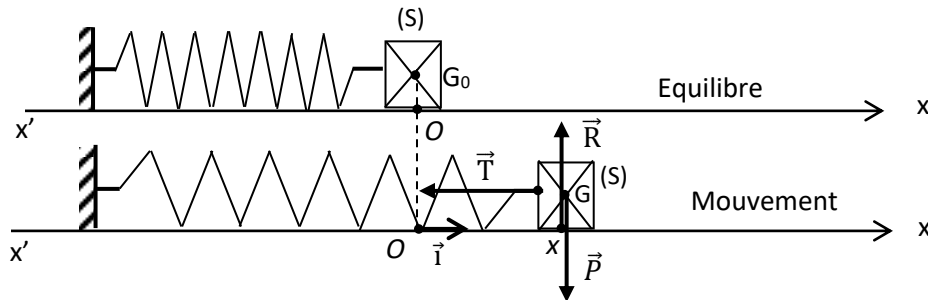 (S)
G₀
Equilibre
x' O x
R⃗
T⃗ (S)
G
Mouvement
x' O i⃗ x x
P⃗